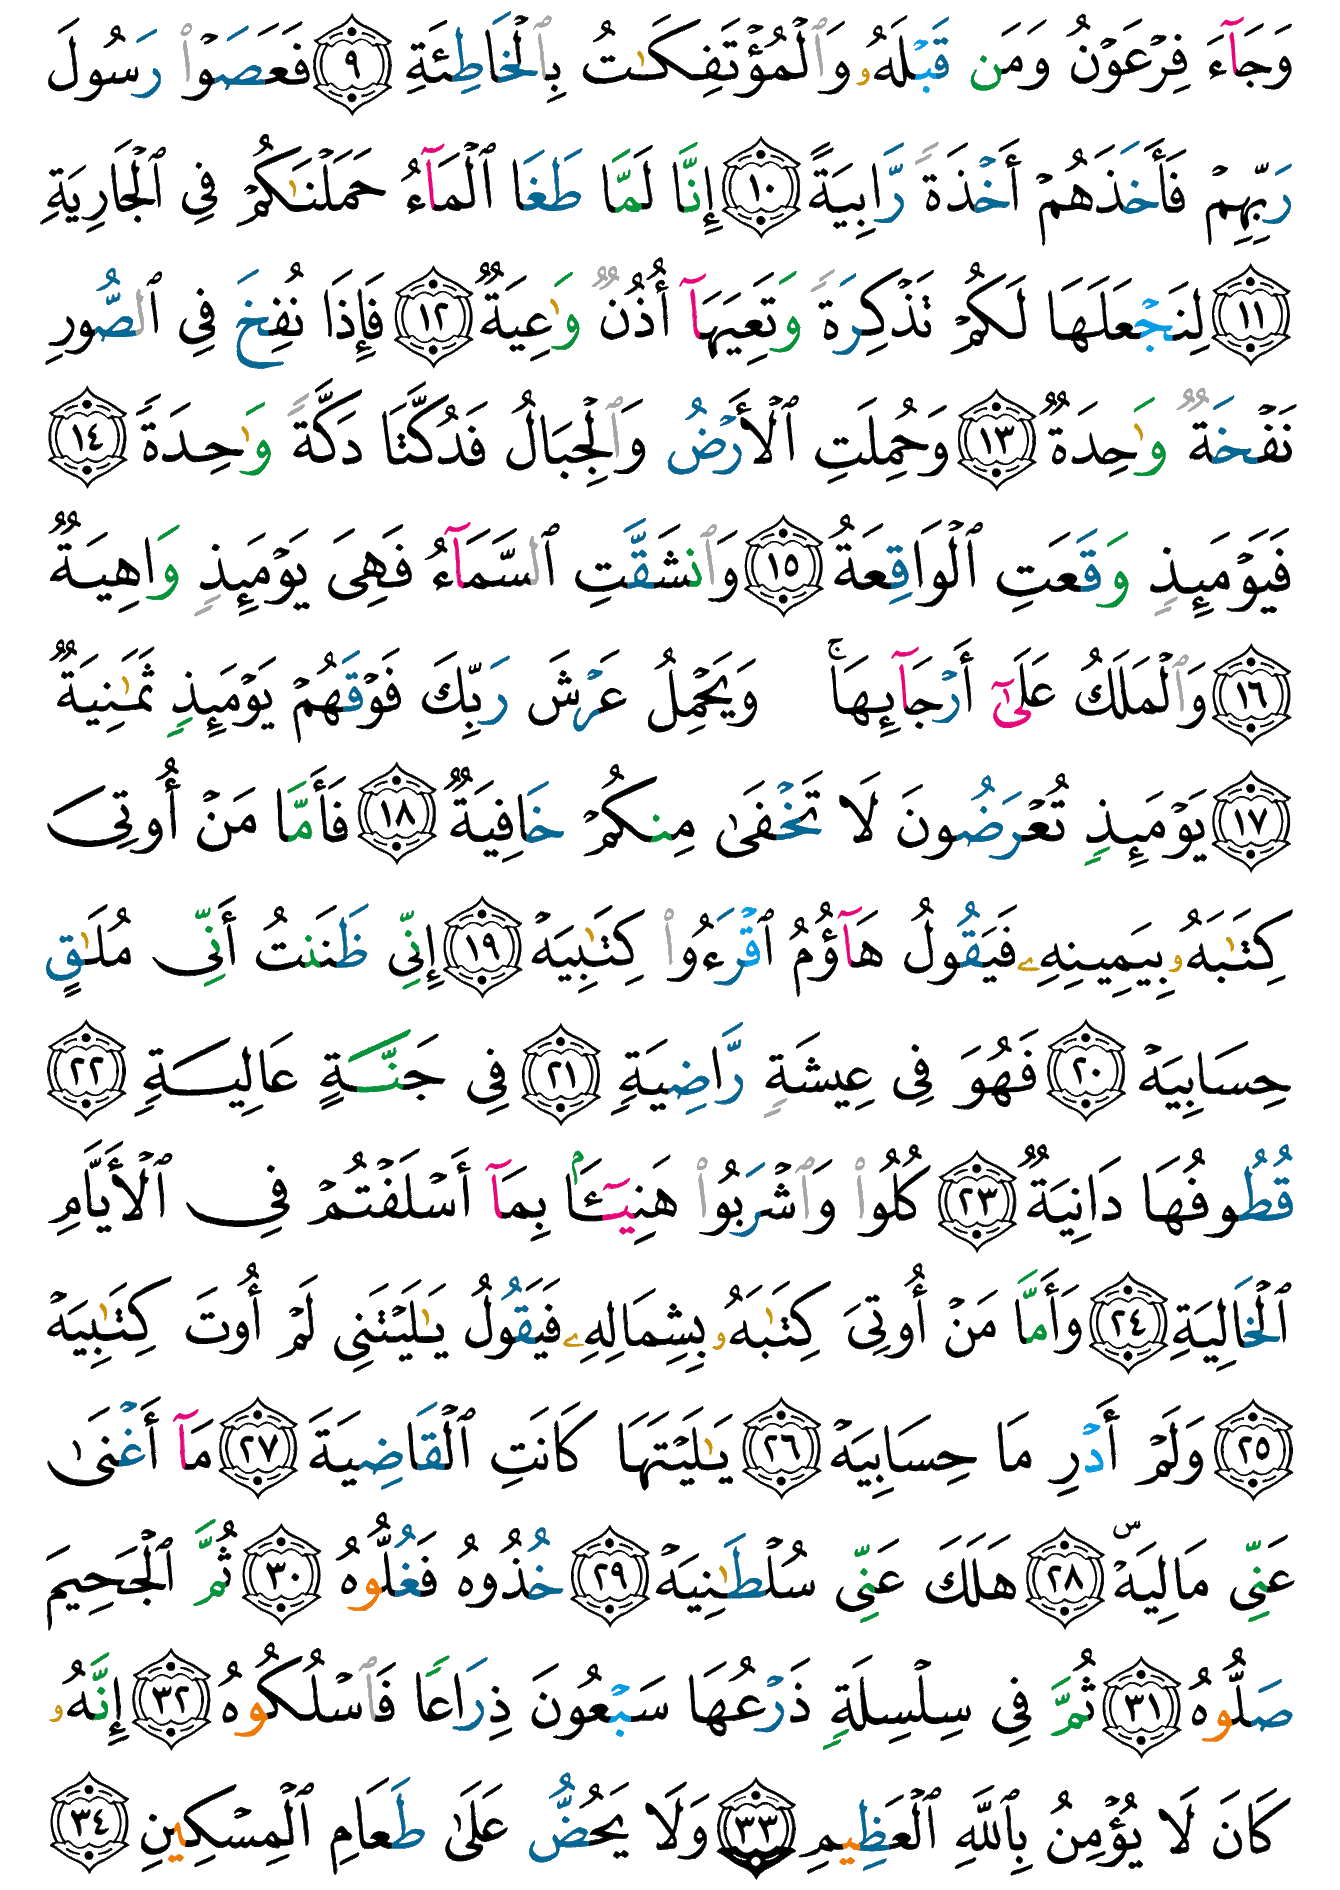 وَجَآءَ فِرۡعَوۡنُ وَمَن قَبۡلَهُۥ وَٱلۡمُؤۡتَفِكَٰتُ بِٱلۡخَاطِئَةِ ٩ فَعَصَوۡاْ رَسُولَ
رَبِّهِمۡ فَأَخَذَهُمۡ أَخۡذَةٗ رَّابِيَةً ١٠ إِنَّا لَمَّا طَغَا ٱلۡمَآءُ حَمَلۡنَٰكُمۡ فِي ٱلۡجَارِيَةِ
١١ لِنَجۡعَلَهَا لَكُمۡ تَذۡكِرَةٗ وَتَعِيَهَآ أُذُنٞ وَٰعِيَةٞ ١٢ فَإِذَا نُفِخَ فِي ٱلصُّورِ
نَفۡخَةٞ وَٰحِدَةٞ ١٣ وَحُمِلَتِ ٱلۡأَرۡضُ وَٱلۡجِبَالُ فَدُكَّتَا دَكَّةٗ وَٰحِدَةٗ ١٤
فَيَوۡمَئِذٖ وَقَعَتِ ٱلۡوَاقِعَةُ ١٥ وَٱنشَقَّتِ ٱلسَّمَآءُ فَهِيَ يَوۡمَئِذٖ وَاهِيَةٞ
١٦ وَٱلۡمَلَكُ عَلَىٰٓ أَرۡجَآئِهَاۚ وَيَحۡمِلُ عَرۡشَ رَبِّكَ فَوۡقَهُمۡ يَوۡمَئِذٖ ثَمَٰنِيَةٞ
١٧ يَوۡمَئِذٖ تُعۡرَضُونَ لَا تَخۡفَىٰ مِنكُمۡ خَافِيَةٞ ١٨ فَأَمَّا مَنۡ أُوتِيَ
كِتَٰبَهُۥ بِيَمِينِهِۦ فَيَقُولُ هَآؤُمُ ٱقۡرَءُواْ كِتَٰبِيَهۡ ١٩ إِنِّي ظَنَنتُ أَنِّي مُلَٰقٍ
حِسَابِيَهۡ ٢٠ فَهُوَ فِي عِيشَةٖ رَّاضِيَةٖ ٢١ فِي جَنَّةٍ عَالِيَةٖ ٢٢
قُطُوفُهَا دَانِيَةٞ ٢٣ كُلُواْ وَٱشۡرَبُواْ هَنِيٓـَٔۢا بِمَآ أَسۡلَفۡتُمۡ فِي ٱلۡأَيَّامِ
ٱلۡخَالِيَةِ ٢٤ وَأَمَّا مَنۡ أُوتِيَ كِتَٰبَهُۥ بِشِمَالِهِۦ فَيَقُولُ يَٰلَيۡتَنِي لَمۡ أُوتَ كِتَٰبِيَهۡ
٢٥ وَلَمۡ أَدۡرِ مَا حِسَابِيَهۡ ٢٦ يَٰلَيۡتَهَا كَانَتِ ٱلۡقَاضِيَةَ ٢٧ مَآ أَغۡنَىٰ
عَنِّي مَالِيَهۡۜ ٢٨ هَلَكَ عَنِّي سُلۡطَٰنِيَهۡ ٢٩ خُذُوهُ فَغُلُّوهُ ٣٠ ثُمَّ ٱلۡجَحِيمَ
صَلُّوهُ ٣١ ثُمَّ فِي سِلۡسِلَةٖ ذَرۡعُهَا سَبۡعُونَ ذِرَاعٗا فَٱسۡلُكُوهُ ٣٢ إِنَّهُۥ
كَانَ لَا يُؤۡمِنُ بِٱللَّهِ ٱلۡعَظِيمِ ٣٣ وَلَا يَحُضُّ عَلَىٰ طَعَامِ ٱلۡمِسۡكِينِ ٣٤